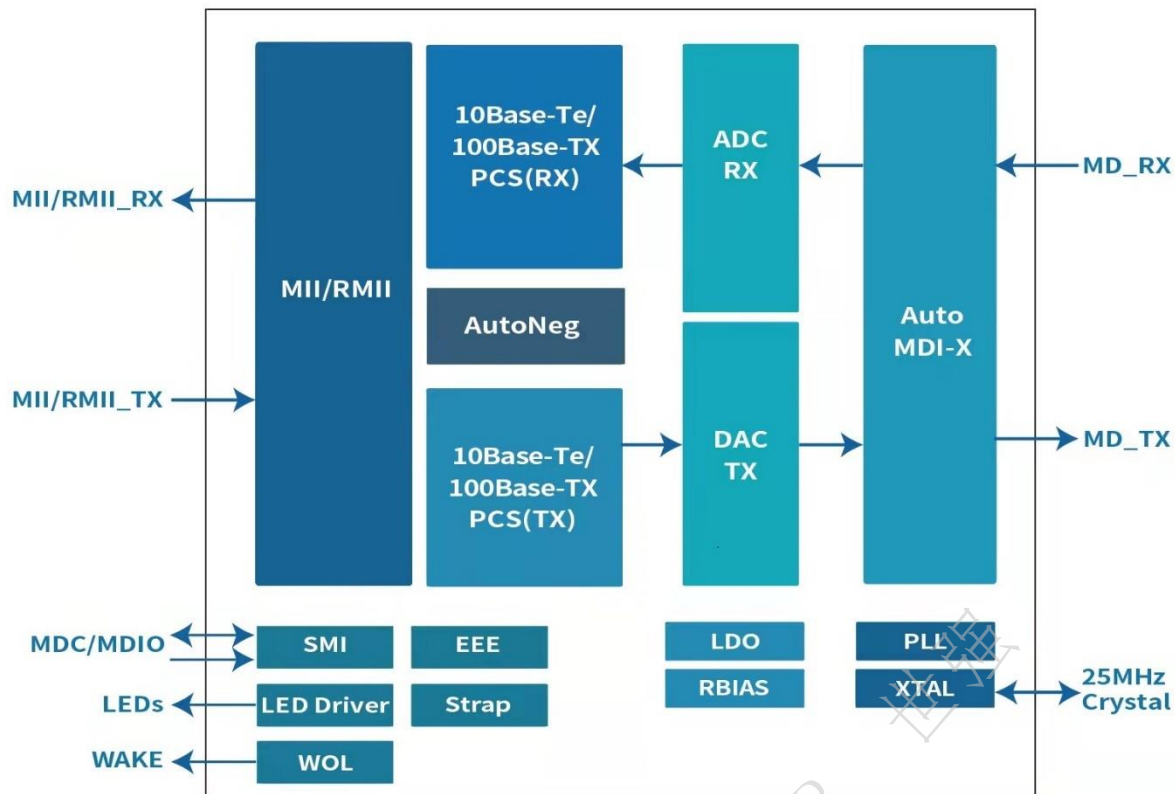 10Base-Te/
100Base-TX
PCS(RX)
ADC
RX
MD_RX
MII/RMII_RX
MII/RMII
AutoNeg
Auto
MDI-X
MII/RMII_TX
10Base-Te/
100Base-TX
PCS(TX)
DAC
TX
MD_TX
MDC/MDIO
SMI
EEE
LDO
PLL
LEDs
LED Driver
Strap
RBIAS
XTAL
25MHz
Crystal
WAKE
WOL
世强